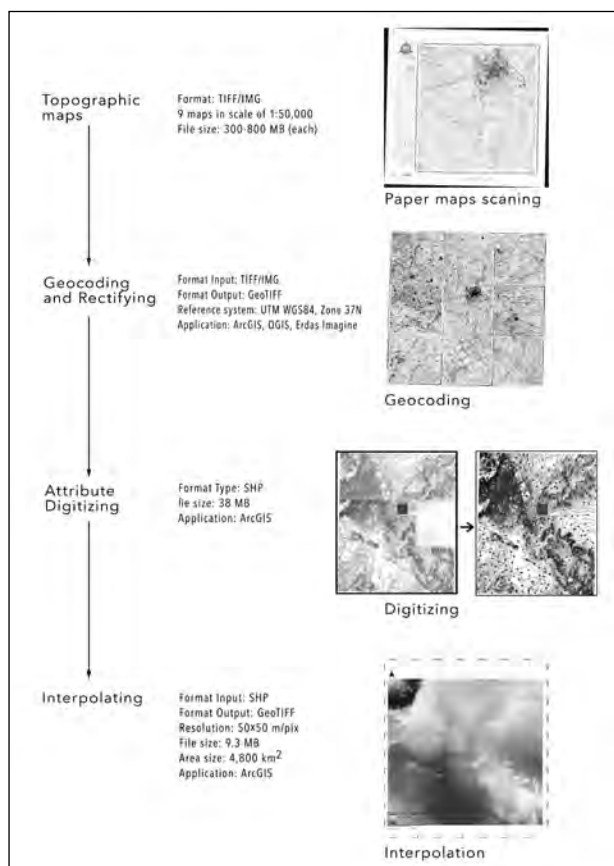 Topographic
maps
Format: TIFF/IMG
9 maps in scale of 1:50,000
File size: 300-800 MB (each)
Paper maps scaning
Geocoding
and Rectifying
Format Input: TIFF/IMG
Format Output: GeoTIFF
Reference system: UTM WGS84, Zone 37N
Application: ArcGIS, QGIS, Erdas Imagine
Geocoding
Attribute
Digitizing
Format Type: SHP
lie size: 38 MB
Application: ArcGIS
Digitizing
Interpolating
Format Input: SHP
Format Output: GeoTIFF
Resolution: 50×50 m/pix
File size: 9.3 MB
Area size: 4,800 km²
Application: ArcGIS
Interpolation